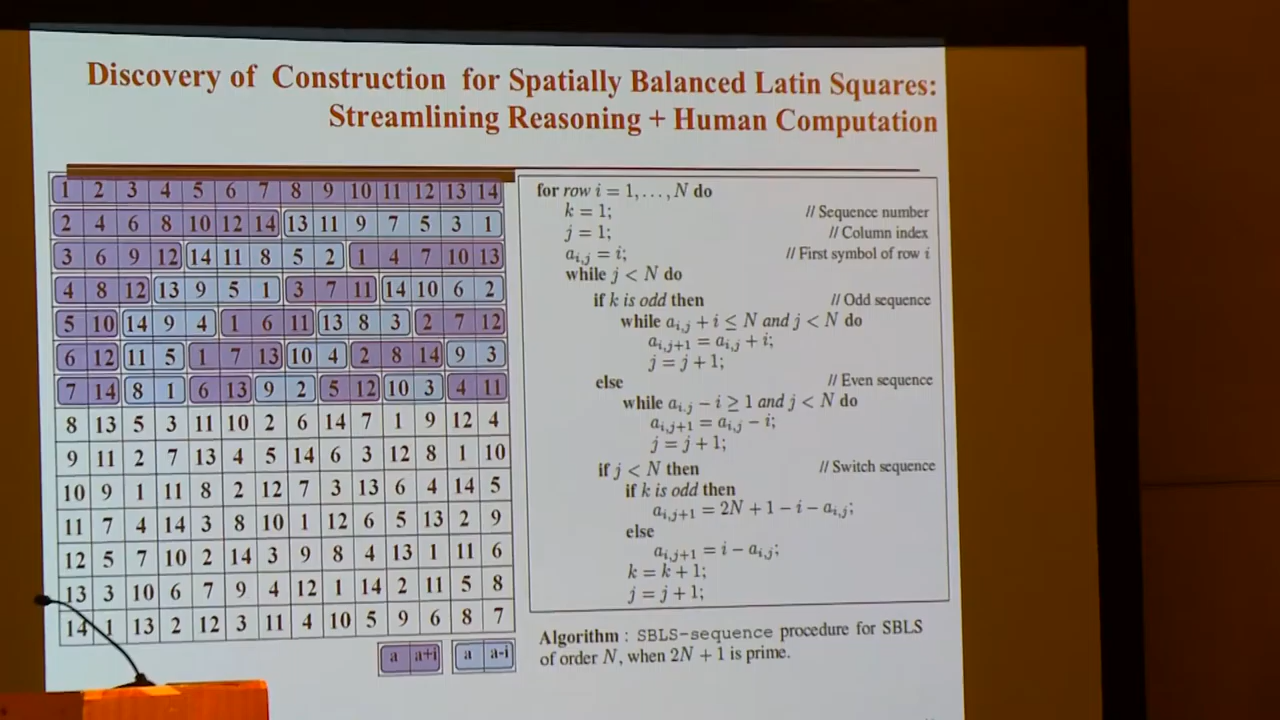 Discovery of Construction for Spatially Balanced Latin Squares:
Streamlining Reasoning + Human Computation
1 2 3 4 5 6 7 8 9 10 11 12 13 14
2 4 6 8 10 12 14 13 11 9 7 5 3 1
3 6 9 12 14 11 8 5 2 1 4 7 10 13
4 8 12 13 9 5 1 3 7 11 14 10 6 2
5 10 14 9 4 1 6 11 13 8 3 2 7 12
6 12 11 5 1 7 13 10 4 2 8 14 9 3
7 14 8 1 6 13 9 2 5 12 10 3 4 11
8 13 5 3 11 10 2 6 14 7 1 9 12 4
9 11 2 7 13 4 5 14 6 3 12 8 1 10
10 9 1 11 8 2 12 7 3 13 6 4 14 5
11 7 4 14 3 8 10 1 12 6 5 13 2 9
12 5 7 10 2 14 3 9 8 4 13 1 11 6
13 3 10 6 7 9 4 12 1 14 2 11 5 8
14 1 13 2 12 3 11 4 10 5 9 6 8 7
a a+i a a-i
for row i = 1, . . . , N do
k = 1; // Sequence number
j = 1; // Column index
a_{i,j} = i; // First symbol of row i
while j < N do
if k is odd then // Odd sequence
while a_{i,j} + i ≤ N and j < N do
a_{i,j+1} = a_{i,j} + i;
j = j + 1;
else // Even sequence
while a_{i,j} − i ≥ 1 and j < N do
a_{i,j+1} = a_{i,j} − i;
j = j + 1;
if j < N then // Switch sequence
if k is odd then
a_{i,j+1} = 2N + 1 − i − a_{i,j};
else
a_{i,j+1} = i − a_{i,j};
k = k + 1;
j = j + 1;
Algorithm : SBLS-sequence procedure for SBLS
of order N, when 2N + 1 is prime.